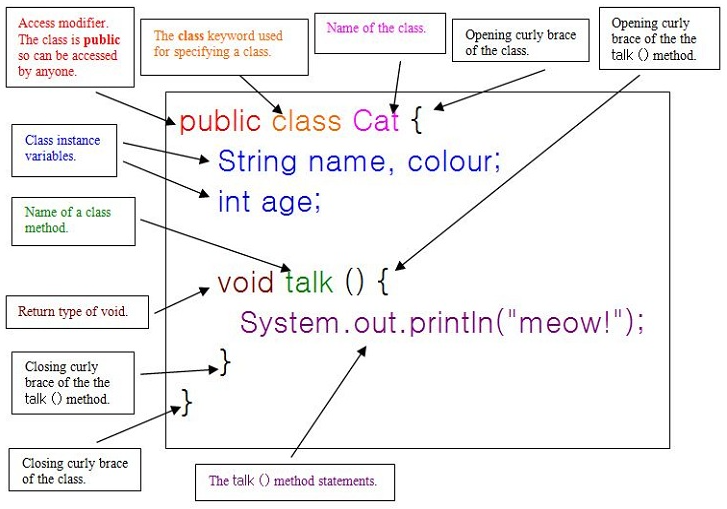 Access modifier.
The class is public
so can be accessed
by anyone.
The class keyword used
for specifying a class.
Name of the class.
Opening curly brace
of the class.
Opening curly
brace of the the
talk () method.
public class Cat {
Class instance
variables.
String name, colour;
int age;
Name of a class
method.
void talk () {
Return type of void.
System.out.println("meow!");
Closing curly
brace of the the
talk () method.
}
}
Closing curly brace
of the class.
The talk () method statements.